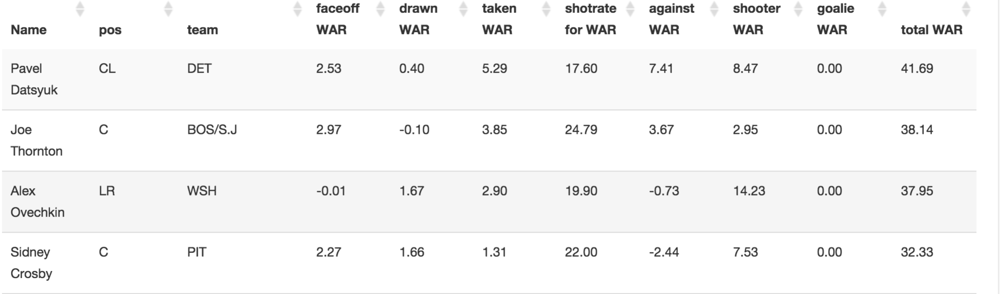 faceoff drawn taken shotrate against shooter goalie
Name pos team WAR WAR WAR for WAR WAR WAR WAR total WAR
Pavel CL DET 2.53 0.40 5.29 17.60 7.41 8.47 0.00 41.69
Datsyuk
Joe C BOS/S.J 2.97 -0.10 3.85 24.79 3.67 2.95 0.00 38.14
Thornton
Alex LR WSH -0.01 1.67 2.90 19.90 -0.73 14.23 0.00 37.95
Ovechkin
Sidney C PIT 2.27 1.66 1.31 22.00 -2.44 7.53 0.00 32.33
Crosby